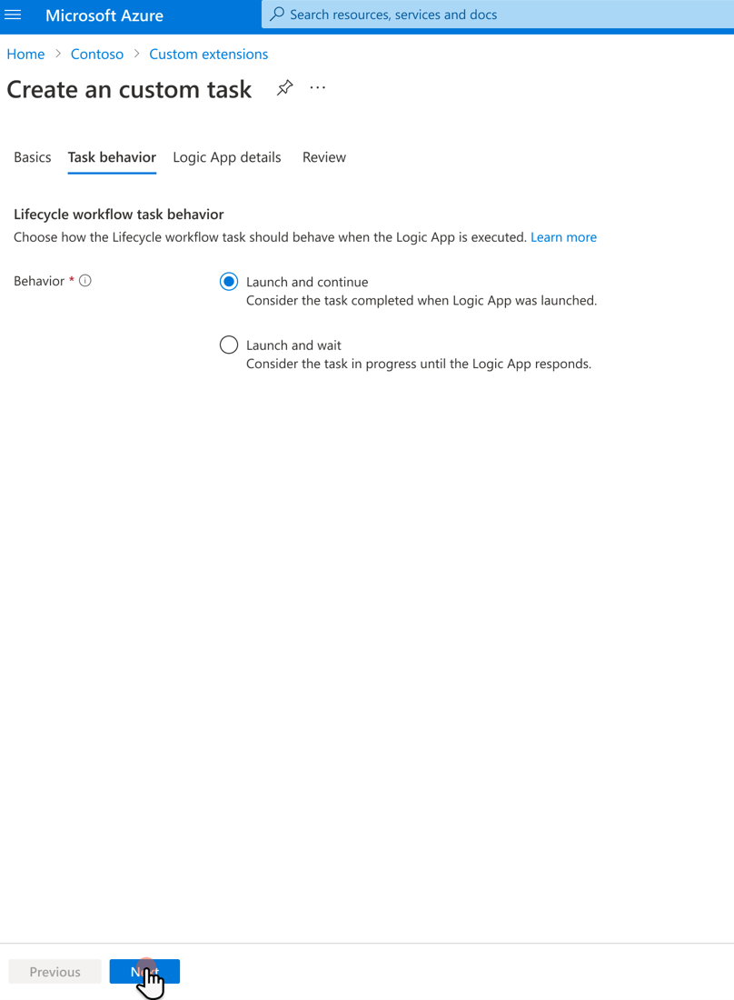 Microsoft Azure
Search resources, services and docs
Home > Contoso > Custom extensions
Create an custom task
Basics Task behavior Logic App details Review
Lifecycle workflow task behavior
Choose how the Lifecycle workflow task should behave when the Logic App is executed. Learn more
Behavior *
Launch and continue
Consider the task completed when Logic App was launched.
Launch and wait
Consider the task in progress until the Logic App responds.
Previous Next